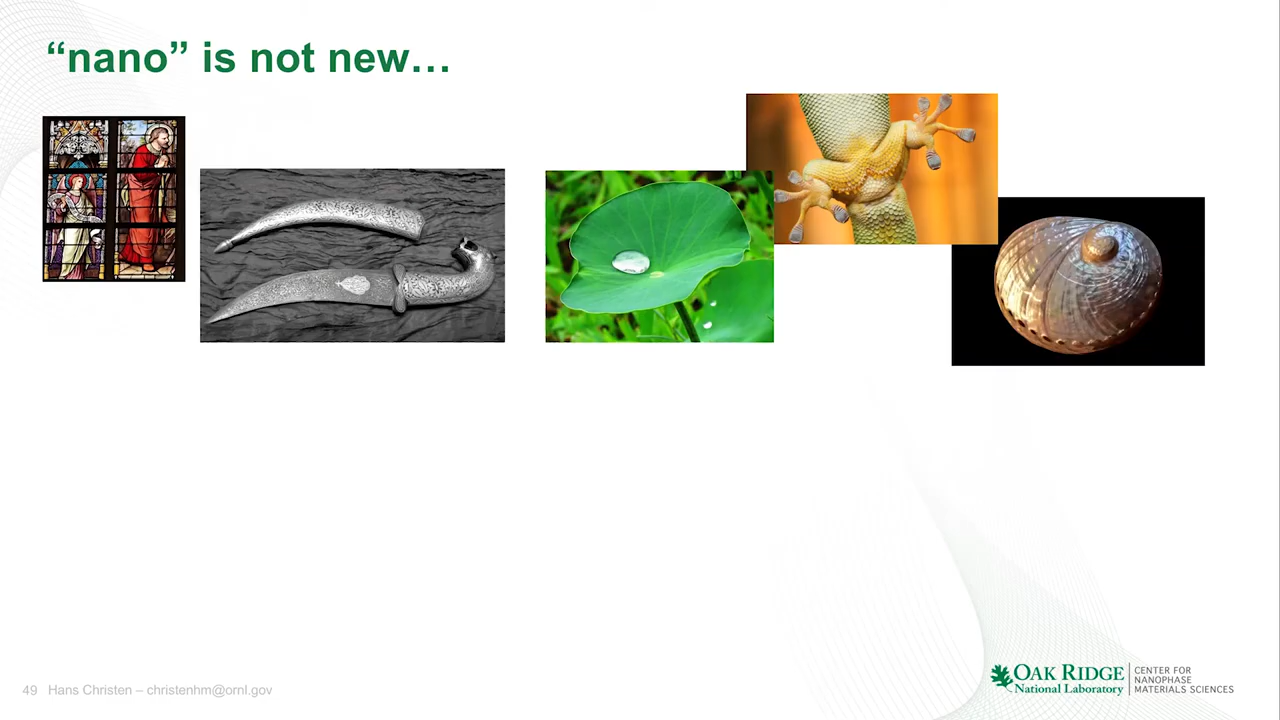 “nano” is not new…
49 Hans Christen – christenhm@ornl.gov
OAK RIDGE
National Laboratory
CENTER FOR
NANOPHASE
MATERIALS SCIENCES